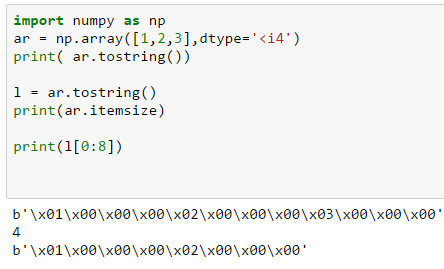 import numpy as np
ar = np.array([1,2,3],dtype='<i4')
print( ar.tostring())
l = ar.tostring()
print(ar.itemsize)
print(l[0:8])
b'\x01\x00\x00\x00\x02\x00\x00\x00\x03\x00\x00\x00'
4
b'\x01\x00\x00\x00\x02\x00\x00\x00'